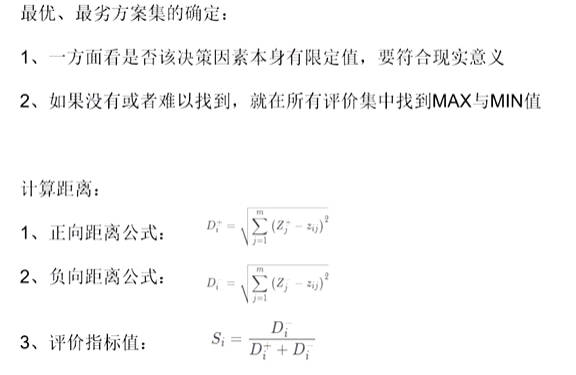 最优、最劣方案集的确定：
1、一方面看是否该决策因素本身有限定值，要符合现实意义
2、如果没有或者难以找到，就在所有评价集中找到MAX与MIN值
计算距离：
1、正向距离公式： D_i^+ = \sqrt{\sum_{j=1}^{m} (Z_j^+ - z_{ij})^2}
2、负向距离公式： D_i^- = \sqrt{\sum_{j=1}^{m} (Z_j^- - z_{ij})^2}
3、评价指标值： S_i = \frac{D_i^-}{D_i^+ + D_i^-}